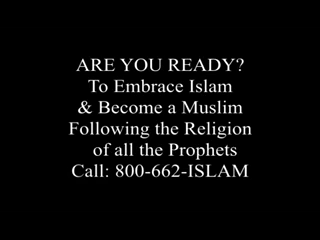 ARE YOU READY?
To Embrace Islam
& Become a Muslim
Following the Religion
of all the Prophets
Call: 800-662-ISLAM